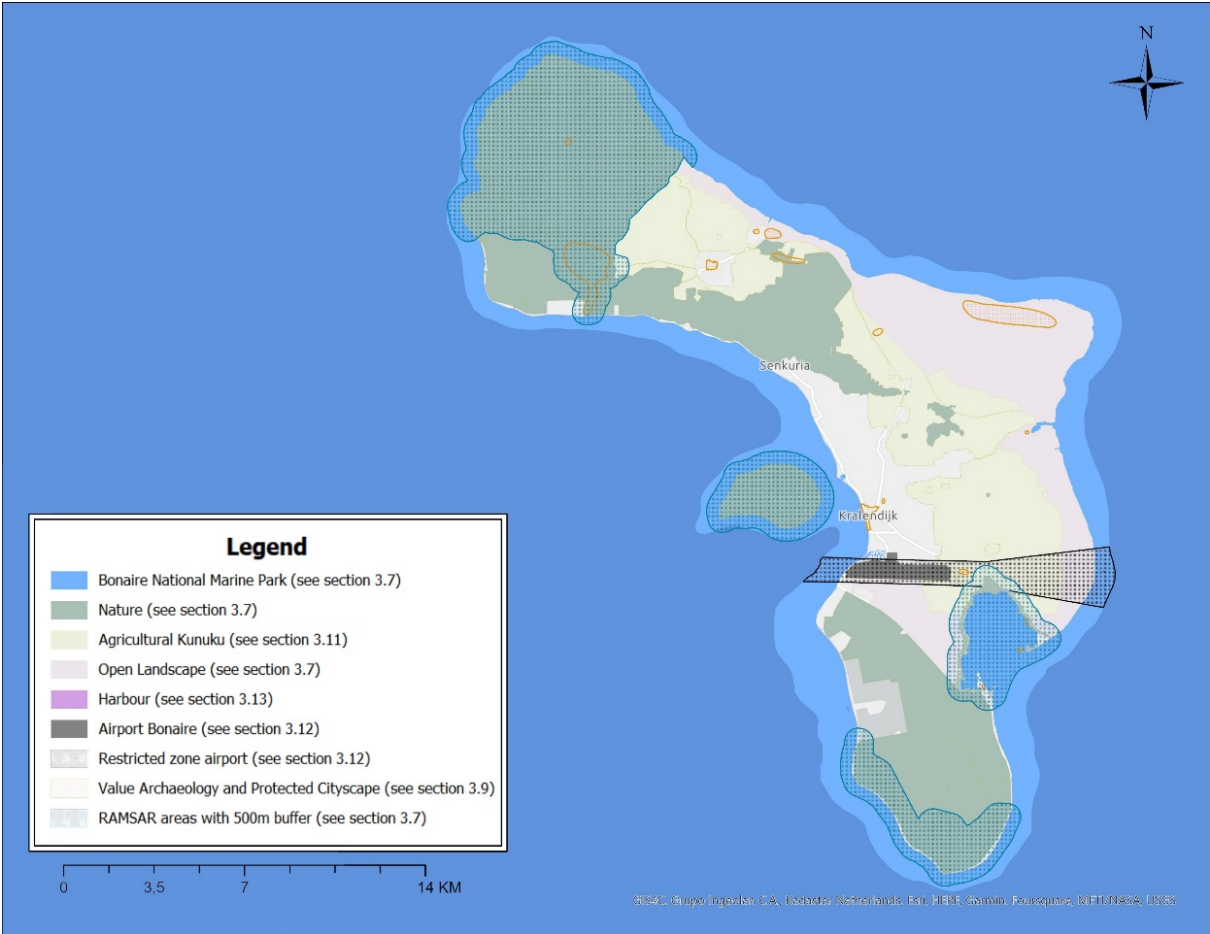 N
Senkuria
Kralendijk
Legend
Bonaire National Marine Park (see section 3.7)
Nature (see section 3.7)
Agricultural Kunuku (see section 3.11)
Open Landscape (see section 3.7)
Harbour (see section 3.13)
Airport Bonaire (see section 3.12)
Restricted zone airport (see section 3.12)
Value Archaeology and Protected Cityscape (see section 3.9)
RAMSAR areas with 500m buffer (see section 3.7)
0 3,5 7 14 KM
Grupo Ingeolan C.A., Kadaster Netherlands, Esri, HERE, Garmin, Foursquare, METI/NASA, USGS